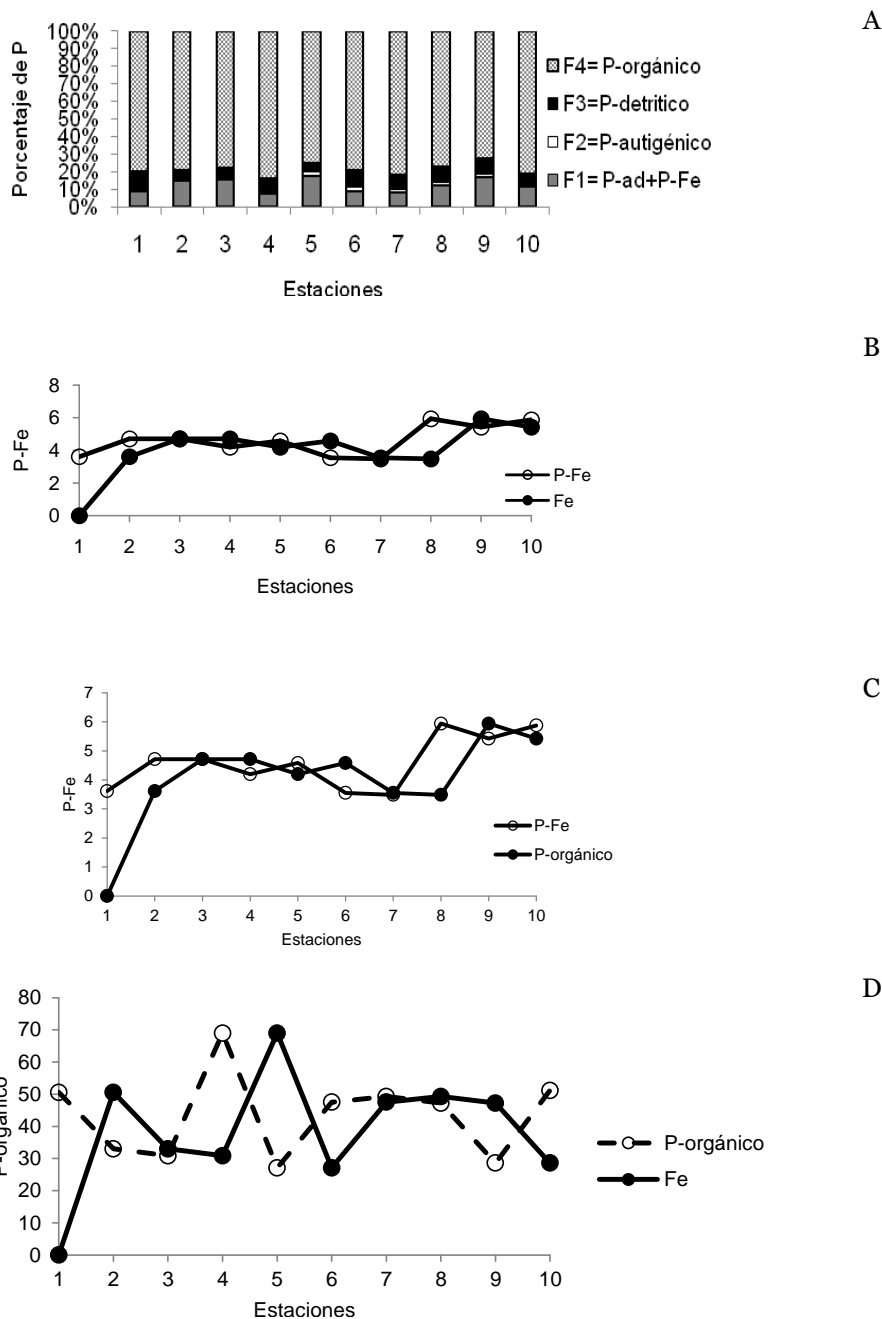 A
100%
90%
80%
70%
60%
50%
40%
30%
20%
10%
0%
Porcentaje de P
F4= P-orgánico
F3=P-detritico
F2=P-autigénico
F1= P-ad+P-Fe
1 2 3 4 5 6 7 8 9 10
Estaciones
B
8
6
4
2
0
P-Fe
P-Fe
Fe
1 2 3 4 5 6 7 8 9 10
Estaciones
C
7
6
5
4
3
2
1
0
P-Fe
P-Fe
P-orgánico
1 2 3 4 5 6 7 8 9 10
Estaciones
D
80
70
60
50
40
30
20
10
0
P-orgánico
P-orgánico
Fe
1 2 3 4 5 6 7 8 9 10
Estaciones